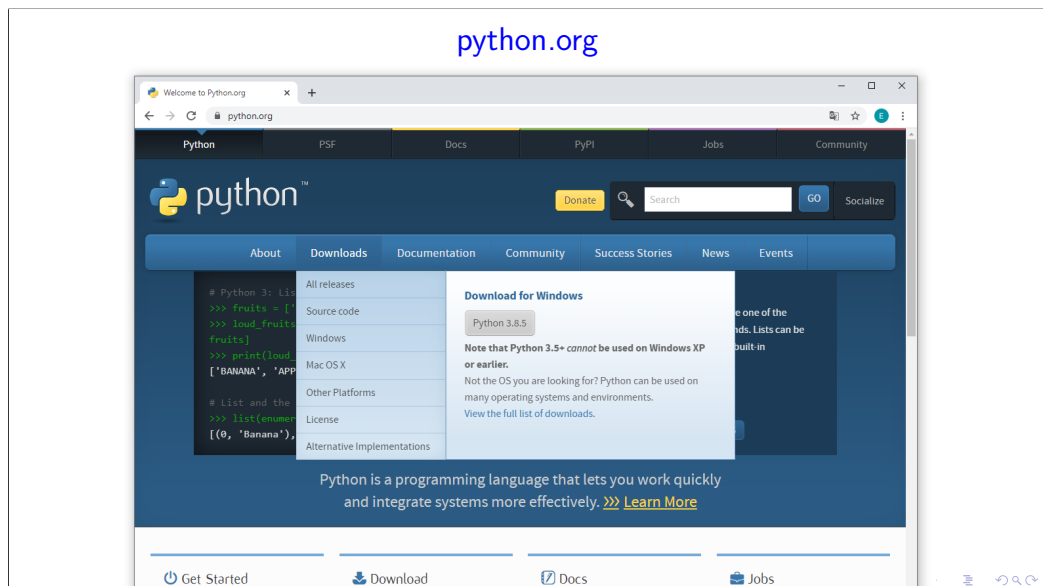 python.org
Welcome to Python.org
python.org
E
Python PSF Docs PyPI Jobs Community
python™
Donate Search GO Socialize
About Downloads Documentation Community Success Stories News Events
# Python 3: Lis
>>> fruits = ['
>>> loud_fruits
fruits]
>>> print(loud_
['BANANA', 'APP
# List and the
>>> list(enumer
[(0, 'Banana'),
All releases
Source code
Windows
Mac OS X
Other Platforms
License
Alternative Implementations
Download for Windows
Python 3.8.5
Note that Python 3.5+ cannot be used on Windows XP
or earlier.
Not the OS you are looking for? Python can be used on
many operating systems and environments.
View the full list of downloads.
e one of the
nds. Lists can be
built-in
Python is a programming language that lets you work quickly
and integrate systems more effectively. >>> Learn More
Get Started Download Docs Jobs